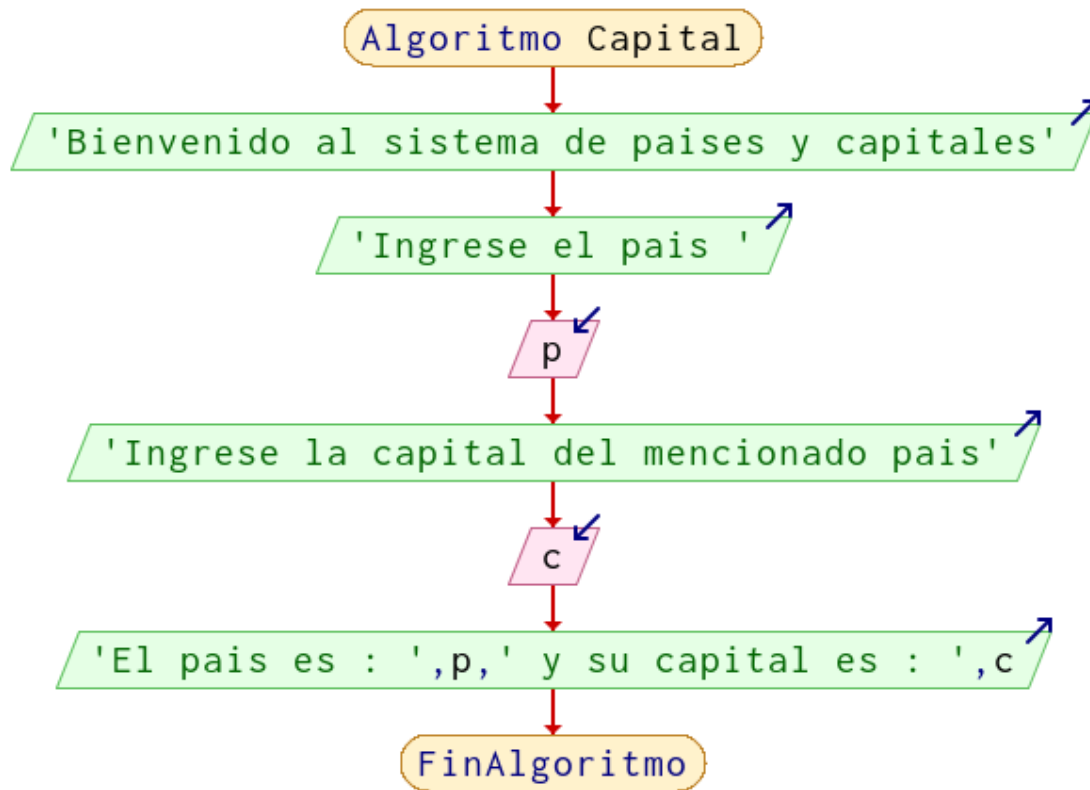 Algoritmo Capital
'Bienvenido al sistema de paises y capitales'
'Ingrese el pais '
p
'Ingrese la capital del mencionado pais'
c
'El pais es : ',p,' y su capital es : ',c
FinAlgoritmo